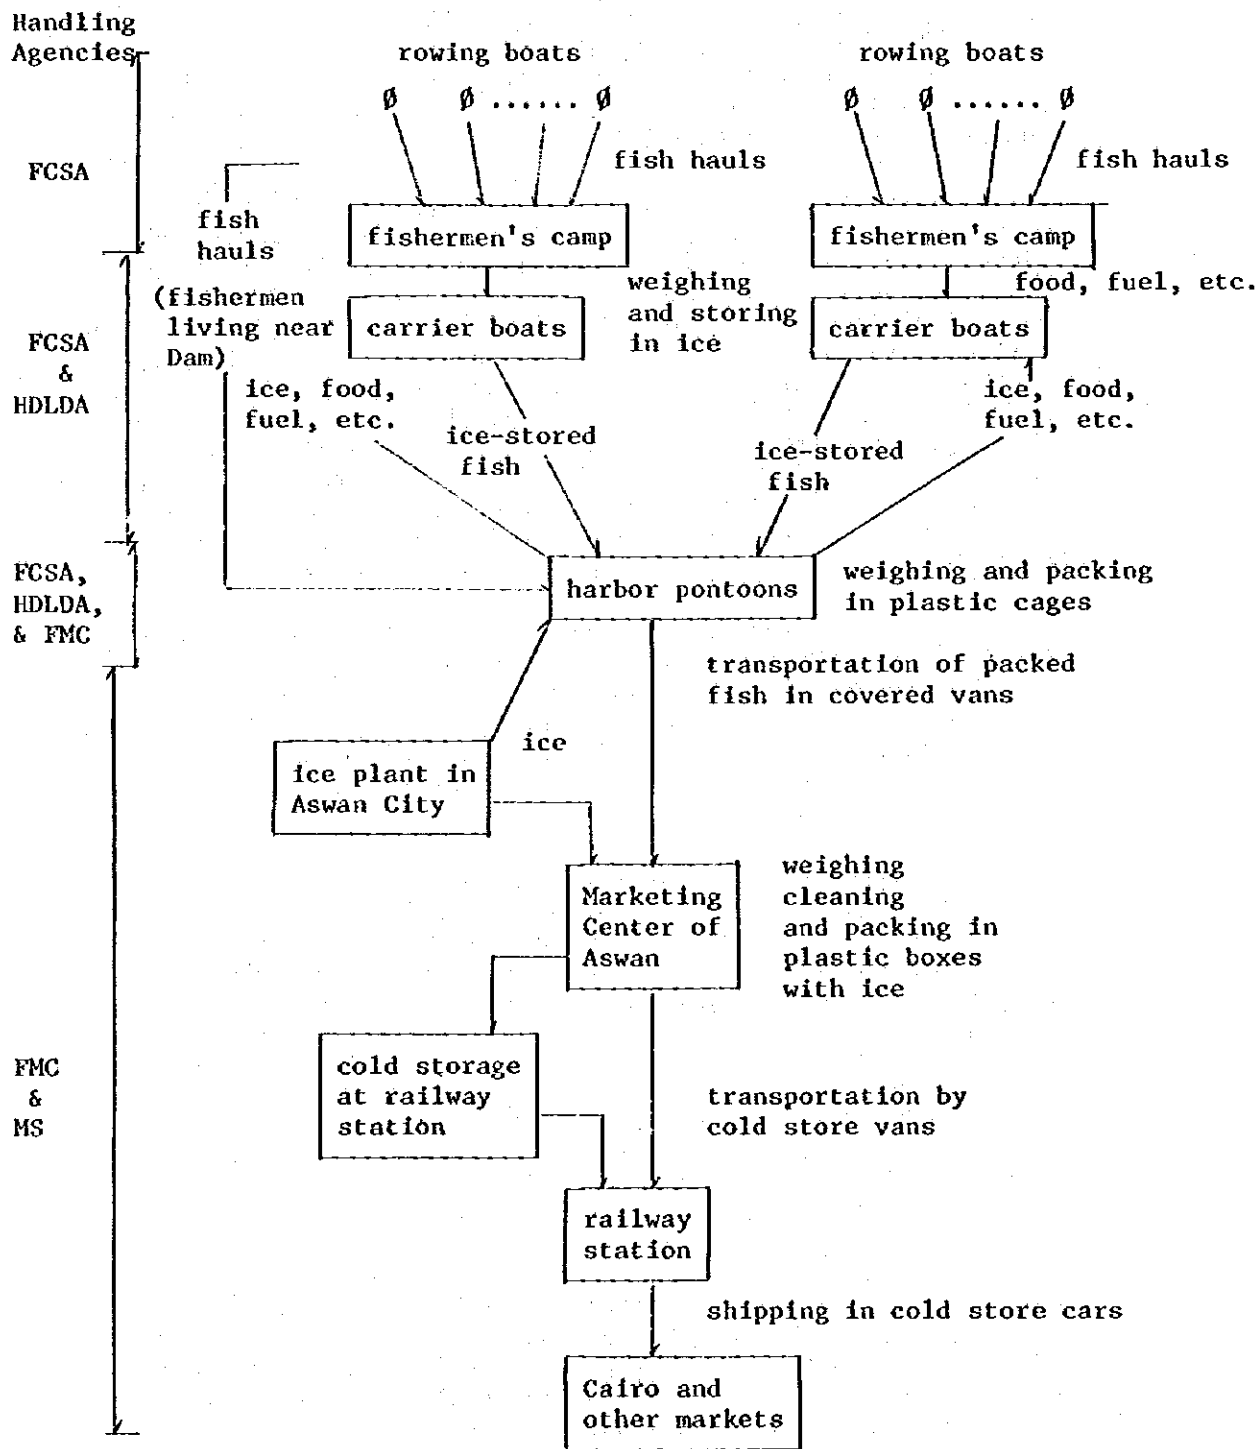 Handling
Agencies
rowing boats
rowing boats
Ø Ø ...... Ø
Ø Ø ...... Ø
FCSA
fish hauls
fish hauls
fish
hauls
fishermen's camp
fishermen's camp
(fishermen
living near
Dam)
weighing
and storing
in ice
food, fuel, etc.
carrier boats
carrier boats
FCSA
&
HDLDA
ice, food,
fuel, etc.
ice-stored
fish
ice-stored
fish
ice, food,
fuel, etc.
FCSA,
HDLDA,
& FMC
harbor pontoons
weighing and packing
in plastic cages
transportation of packed
fish in covered vans
ice
ice plant in
Aswan City
Marketing
Center of
Aswan
weighing
cleaning
and packing in
plastic boxes
with ice
FMC
&
MS
cold storage
at railway
station
transportation by
cold store vans
railway
station
shipping in cold store cars
Cairo and
other markets